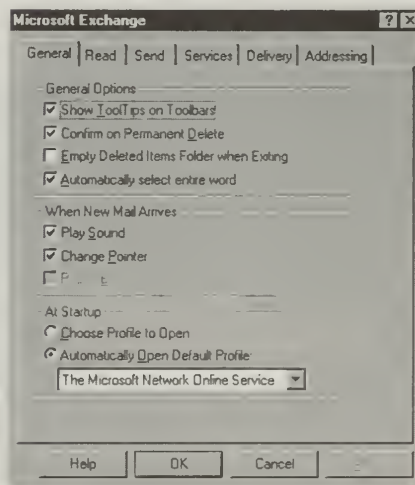 Microsoft Exchange
General Read Send Services Delivery Addressing
General Options
Show ToolTips on Toolbars
Confirm on Permanent Delete
Empty Deleted Items Folder when Exiting
Automatically select entire word
When New Mail Arrives
Play Sound
Change Pointer
At Startup
Choose Profile to Open
Automatically Open Default Profile:
The Microsoft Network Online Service
Help OK Cancel